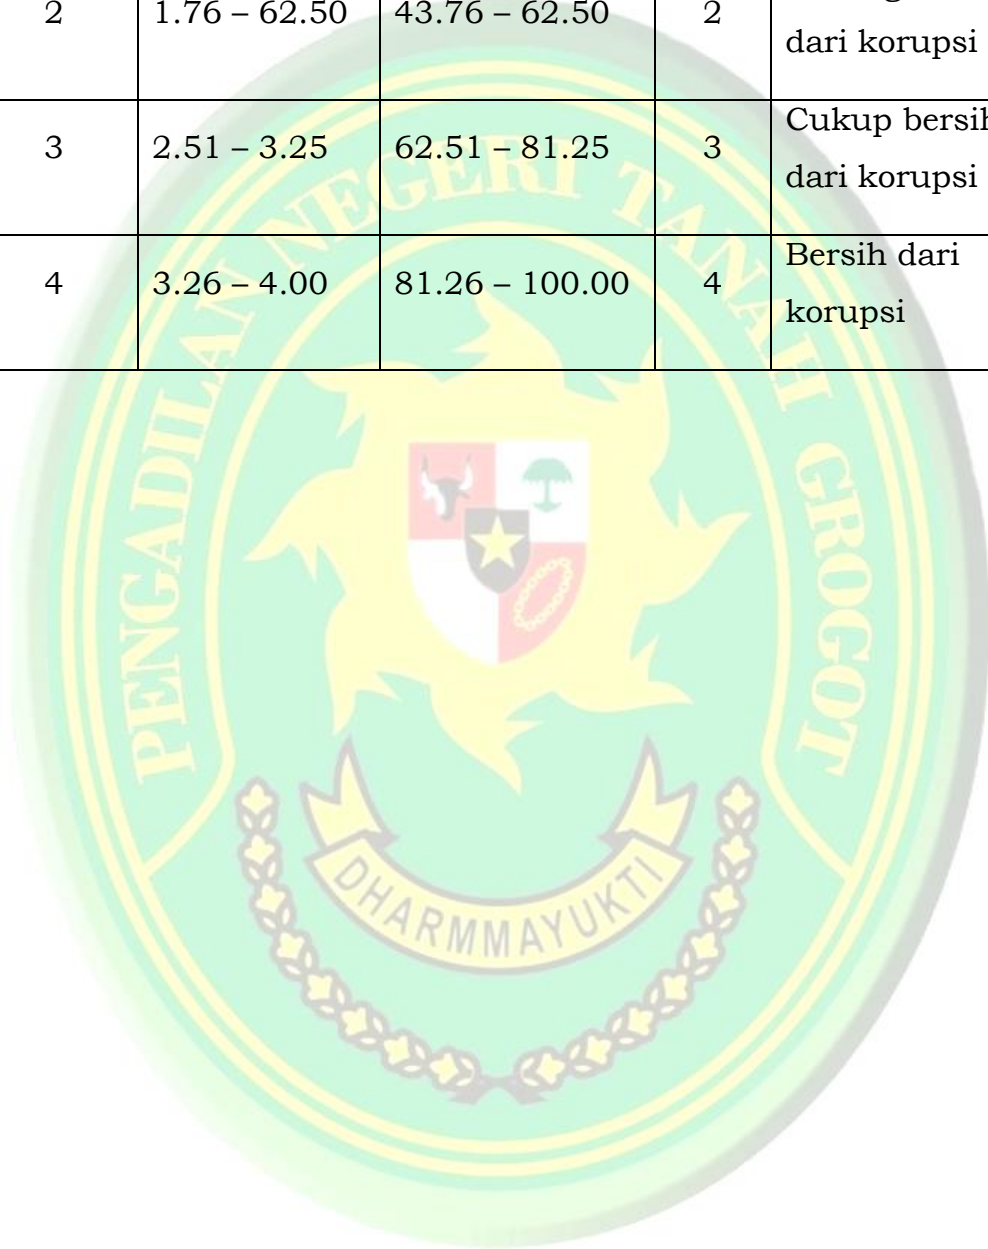 2 1.76 – 62.50 43.76 – 62.50 2
dari korupsi
3 2.51 – 3.25 62.51 – 81.25 3 Cukup bersih
dari korupsi
4 3.26 – 4.00 81.26 – 100.00 4 Bersih dari
korupsi
PENGADILAN NEGERI TANAH GROGOT
DHARMMAYUKTI